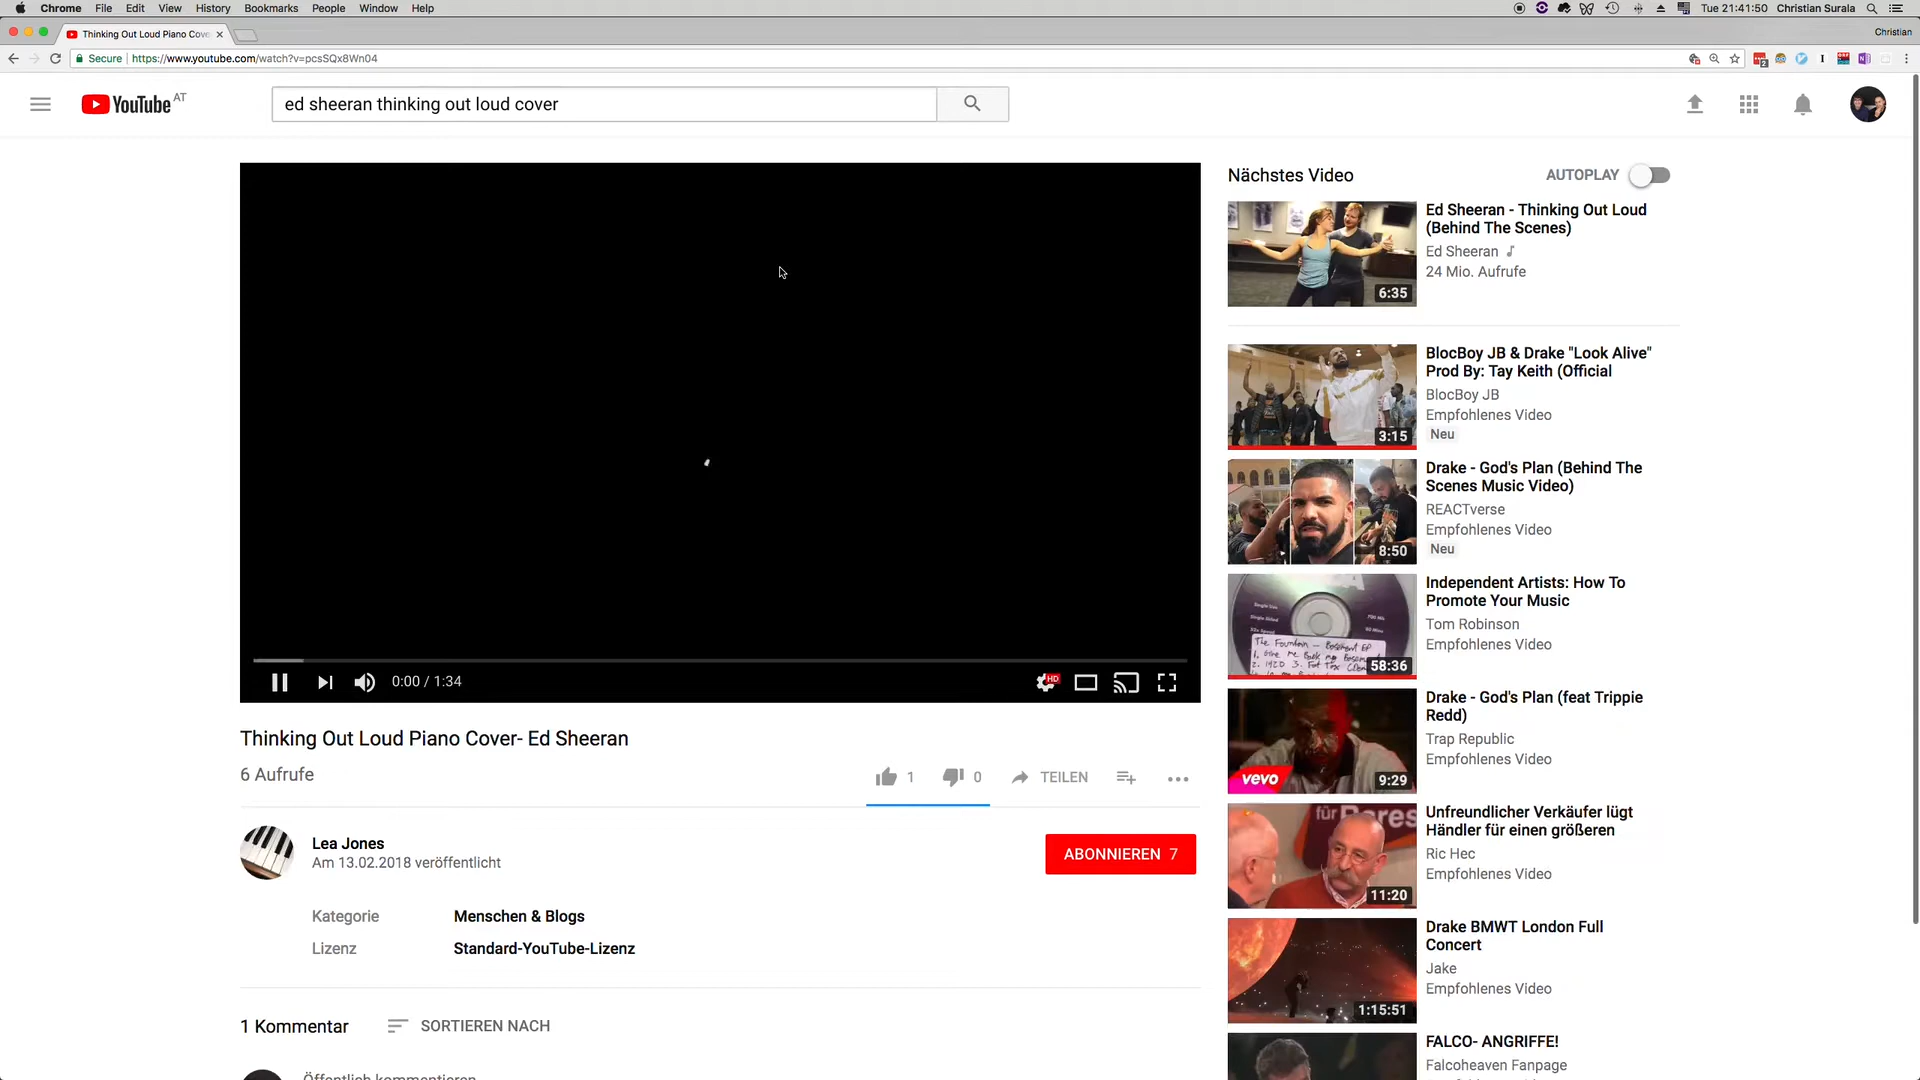 Chrome File Edit View History Bookmarks People Window Help
Tue 21:41:50 Christian Surala
Thinking Out Loud Piano Cove
Christian
Secure https://www.youtube.com/watch?v=pcsSQx8Wn04
YouTube AT
ed sheeran thinking out loud cover
Nächstes Video
AUTOPLAY
Ed Sheeran - Thinking Out Loud
(Behind The Scenes)
Ed Sheeran
24 Mio. Aufrufe
6:35
BlocBoy JB & Drake "Look Alive"
Prod By: Tay Keith (Official
BlocBoy JB
Empfohlenes Video
Neu
3:15
Drake - God's Plan (Behind The
Scenes Music Video)
REACTverse
Empfohlenes Video
Neu
8:50
Independent Artists: How To
Promote Your Music
Tom Robinson
Empfohlenes Video
58:36
Drake - God's Plan (feat Trippie
Redd)
Trap Republic
Empfohlenes Video
vevo
9:29
Unfreundlicher Verkäufer lügt
Händler für einen größeren
Ric Hec
Empfohlenes Video
11:20
Drake BMWT London Full
Concert
Jake
Empfohlenes Video
1:15:51
FALCO- ANGRIFFE!
Falcoheaven Fanpage
0:00 / 1:34
HD
Thinking Out Loud Piano Cover- Ed Sheeran
6 Aufrufe
1 0 TEILEN
Lea Jones
Am 13.02.2018 veröffentlicht
ABONNIEREN 7
Kategorie Menschen & Blogs
Lizenz Standard-YouTube-Lizenz
1 Kommentar SORTIEREN NACH
Öffentlich kommentieren